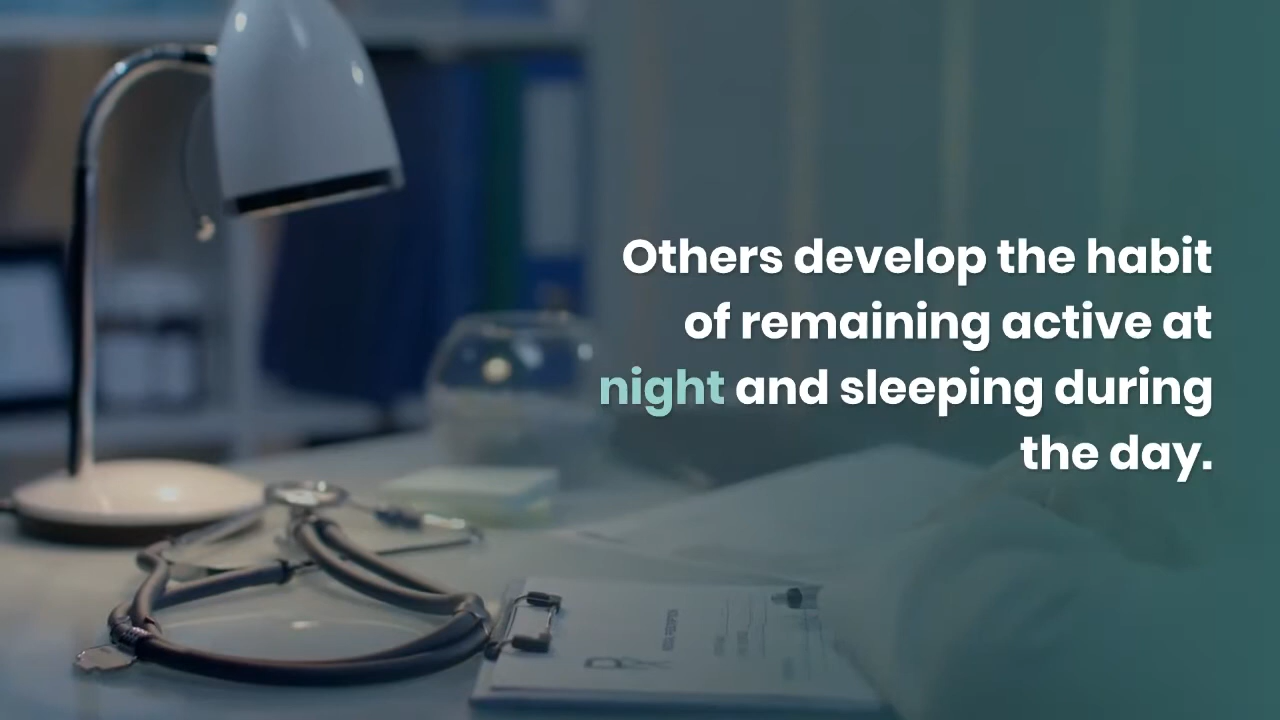 Others develop the habit
of remaining active at
night and sleeping during
the day.